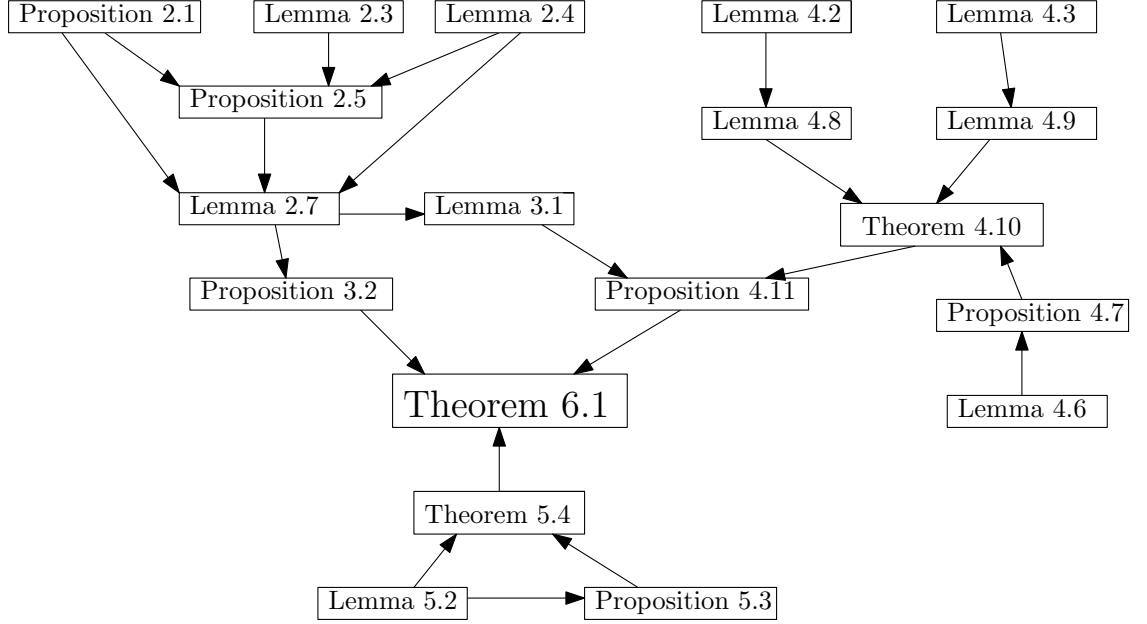 Proposition 2.1
Lemma 2.3
Lemma 2.4
Lemma 4.2
Lemma 4.3
Proposition 2.5
Lemma 4.8
Lemma 4.9
Lemma 2.7
Lemma 3.1
Theorem 4.10
Proposition 3.2
Proposition 4.11
Proposition 4.7
Theorem 6.1
Lemma 4.6
Theorem 5.4
Lemma 5.2
Proposition 5.3